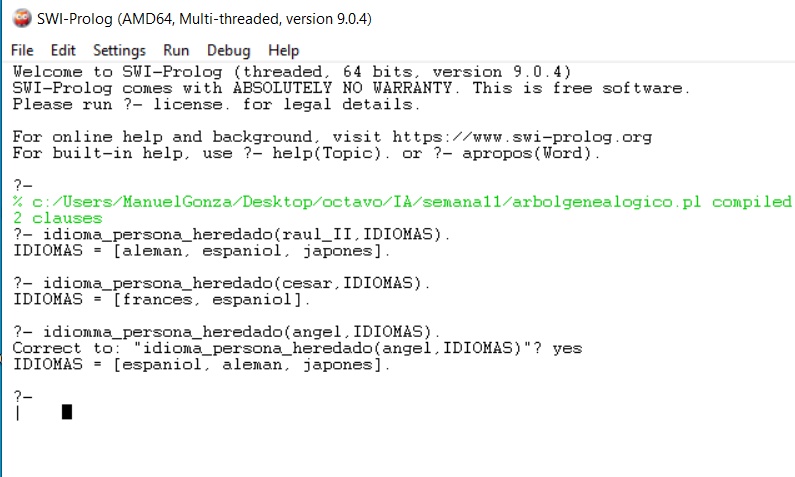 SWI-Prolog (AMD64, Multi-threaded, version 9.0.4)
File Edit Settings Run Debug Help
Welcome to SWI-Prolog (threaded, 64 bits, version 9.0.4)
SWI-Prolog comes with ABSOLUTELY NO WARRANTY. This is free software.
Please run ?- license. for legal details.

For online help and background, visit https://www.swi-prolog.org
For built-in help, use ?- help(Topic). or ?- apropos(Word).

?-
% c:/Users/ManuelGonza/Desktop/octavo/IA/semana11/arbolgenealogico.pl compiled
2 clauses
?- idioma_persona_heredado(raul_II,IDIOMAS).
IDIOMAS = [aleman, espaniol, japones].

?- idioma_persona_heredado(cesar,IDIOMAS).
IDIOMAS = [frances, espaniol].

?- idiomma_persona_heredado(angel,IDIOMAS).
Correct to: "idioma_persona_heredado(angel,IDIOMAS)"? yes
IDIOMAS = [espaniol, aleman, japones].

?-
|